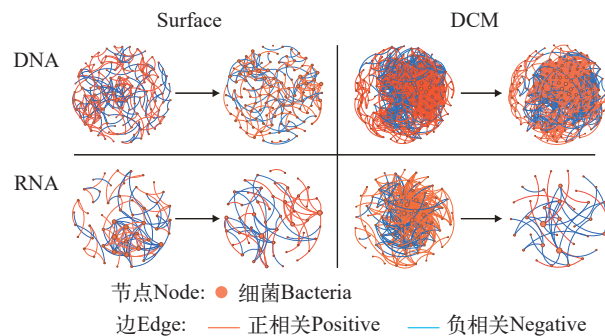 Surface DCM
DNA
RNA
节点Node: 细菌Bacteria
边Edge: 正相关Positive 负相关Negative